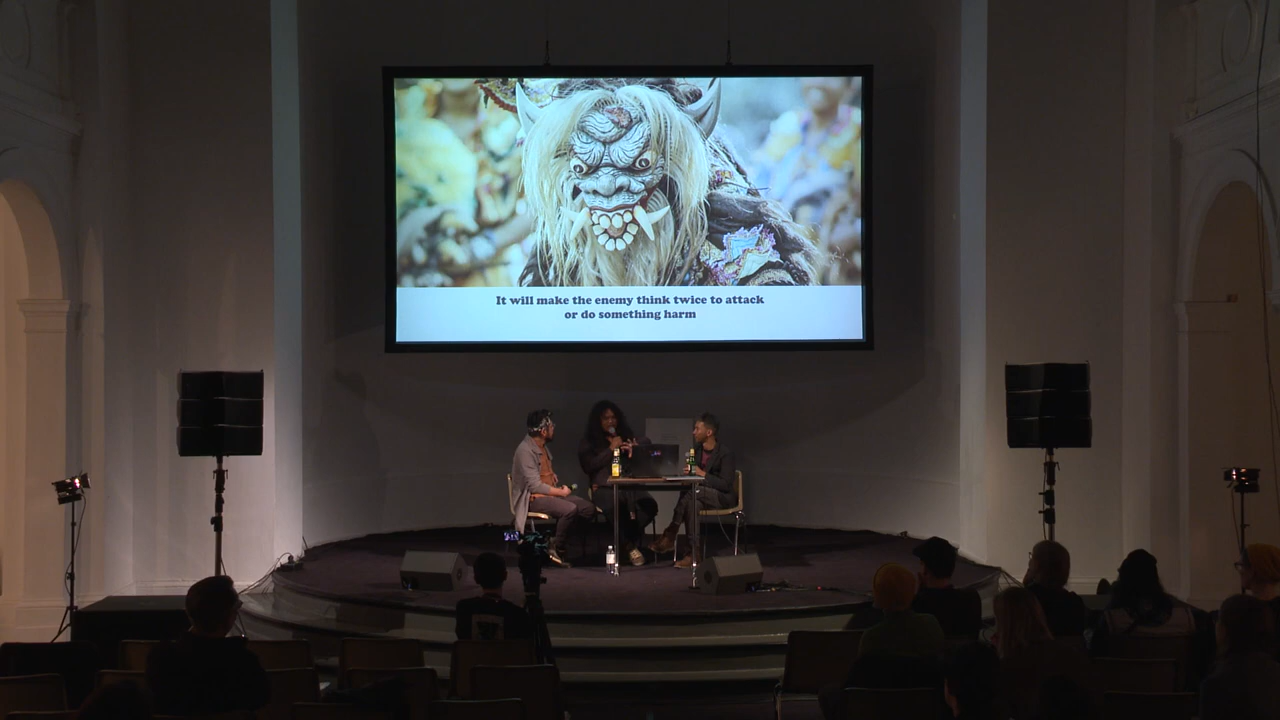 It will make the enemy think twice to attack
or do something harm